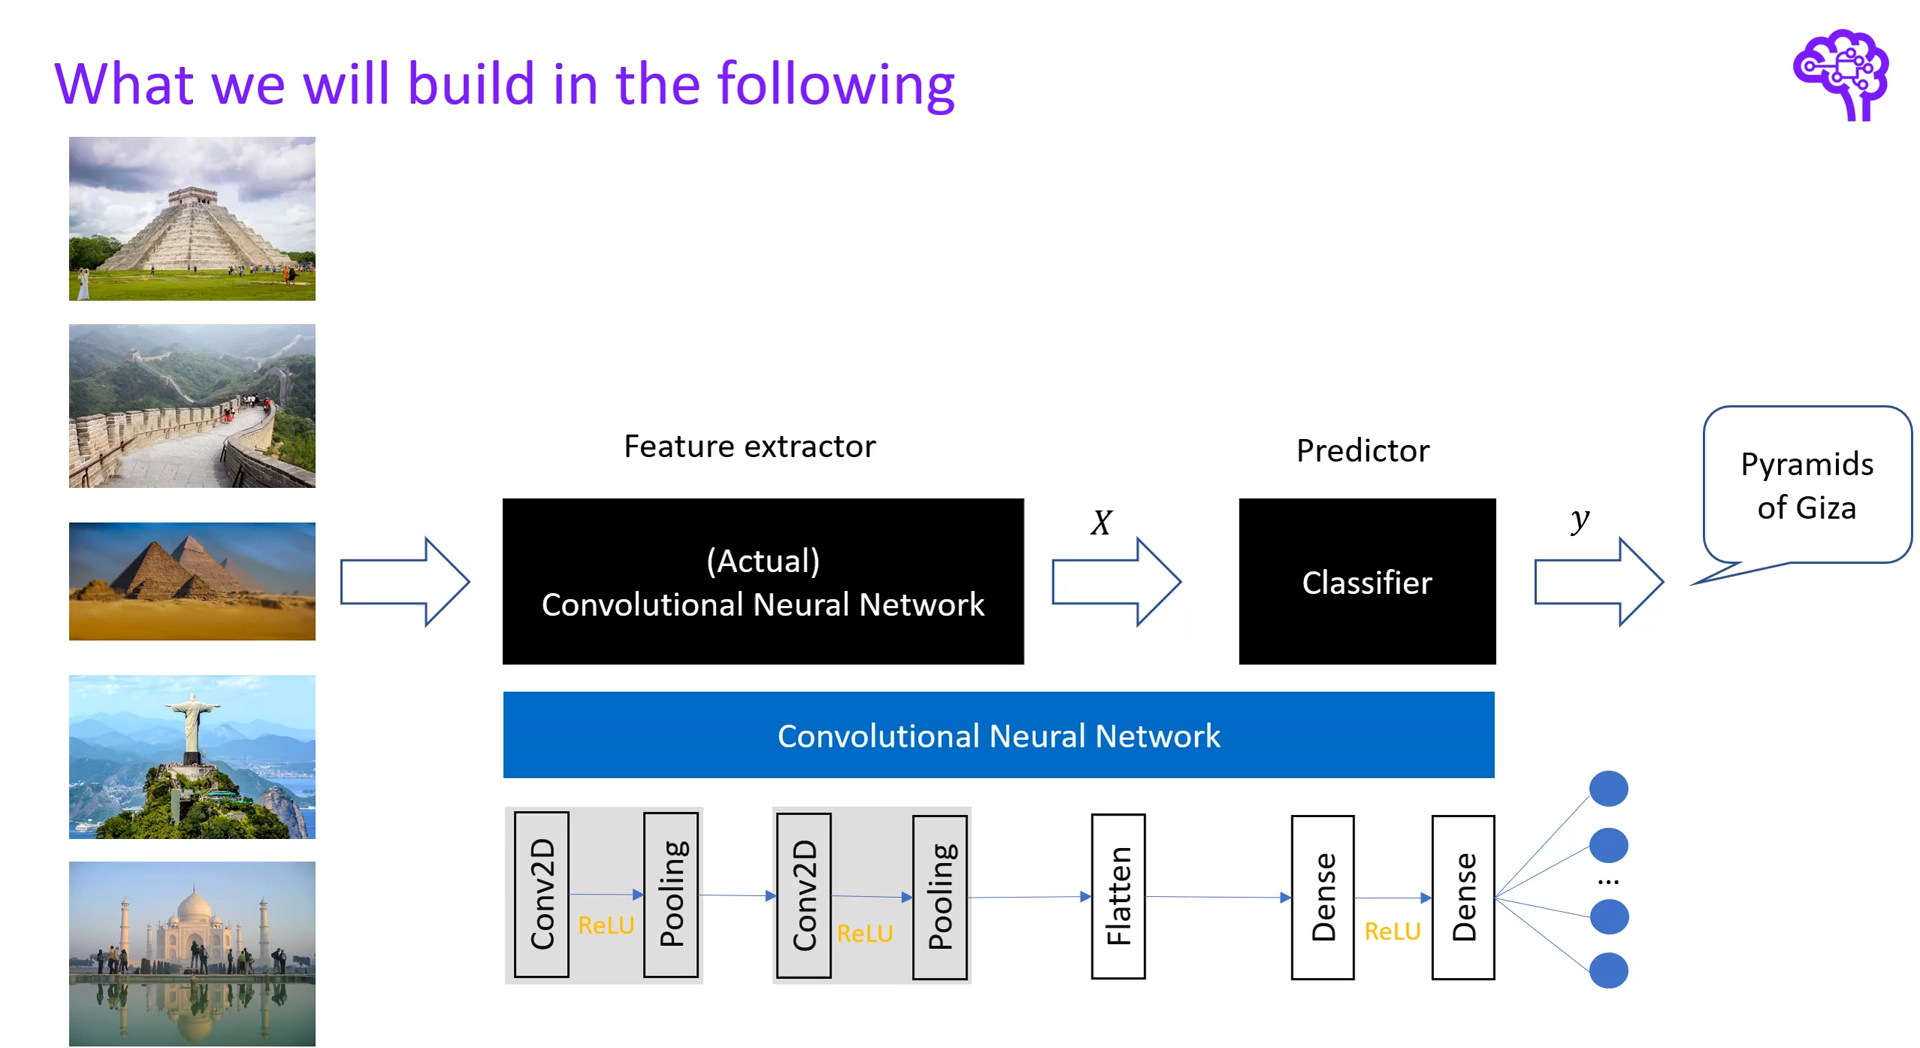 What we will build in the following
Feature extractor
Predictor
Pyramids
of Giza
X
y
(Actual)
Convolutional Neural Network
Classifier
Convolutional Neural Network
Conv2D
ReLU
Pooling
Conv2D
ReLU
Pooling
Flatten
Dense
ReLU
Dense
...